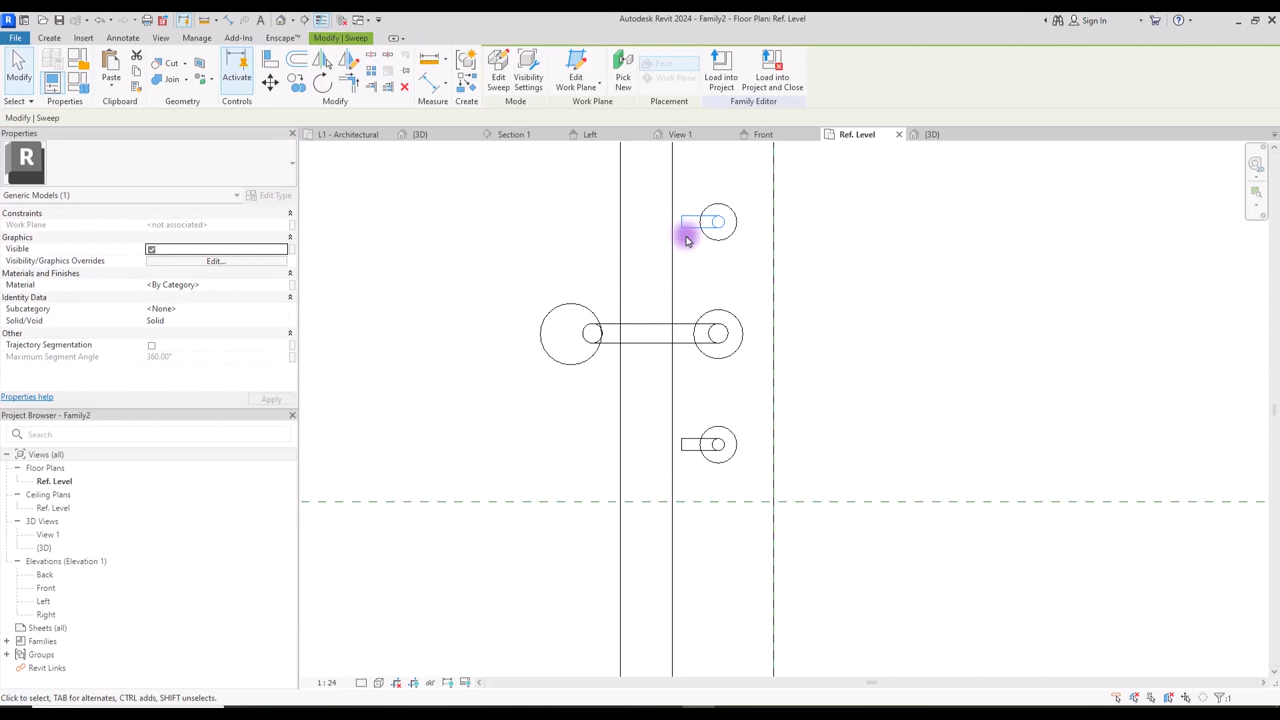 Autodesk Revit 2024 - Family2 - Floor Plan: Ref. Level
Sign In
File Create Insert Annotate View Manage Add-Ins Enscape™ Modify | Sweep
Modify Paste Cut Join Activate Edit Sweep Visibility Settings Edit Work Plane Pick New Face Work Plane Load into Project Load into Project and Close
Select Properties Clipboard Geometry Controls Modify Measure Create Mode Work Plane Placement Family Editor
Modify | Sweep
Properties
L1 - Architectural {3D} Section 1 Left View 1 Front Ref. Level {3D}
R
Generic Models (1) Edit Type
Constraints
Work Plane <not associated>
Graphics
Visible
Visibility/Graphics Overrides Edit...
Materials and Finishes
Material <By Category>
Identity Data
Subcategory <None>
Solid/Void Solid
Other
Trajectory Segmentation
Maximum Segment Angle 360.00°
Properties help Apply
Project Browser - Family2
Search
Views (all)
Floor Plans
Ref. Level
Ceiling Plans
Ref. Level
3D Views
View 1
{3D}
Elevations (Elevation 1)
Back
Front
Left
Right
Sheets (all)
Families
Groups
Revit Links
1 : 24
Click to select, TAB for alternates, CTRL adds, SHIFT unselects.
:1